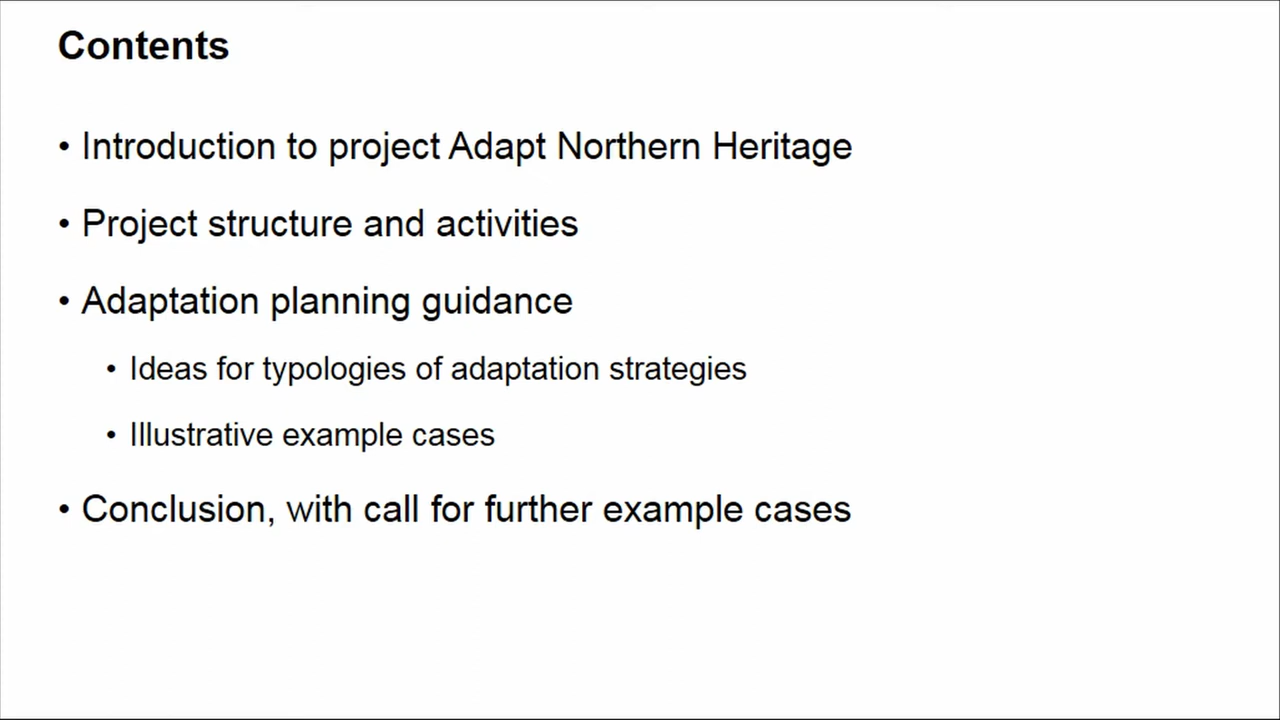 Contents
• Introduction to project Adapt Northern Heritage
• Project structure and activities
• Adaptation planning guidance
• Ideas for typologies of adaptation strategies
• Illustrative example cases
• Conclusion, with call for further example cases